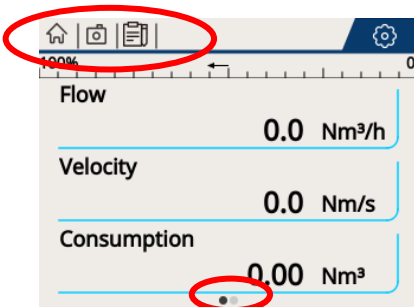 100%
0
Flow
0.0 Nm³/h
Velocity
0.0 Nm/s
Consumption
0.00 Nm³